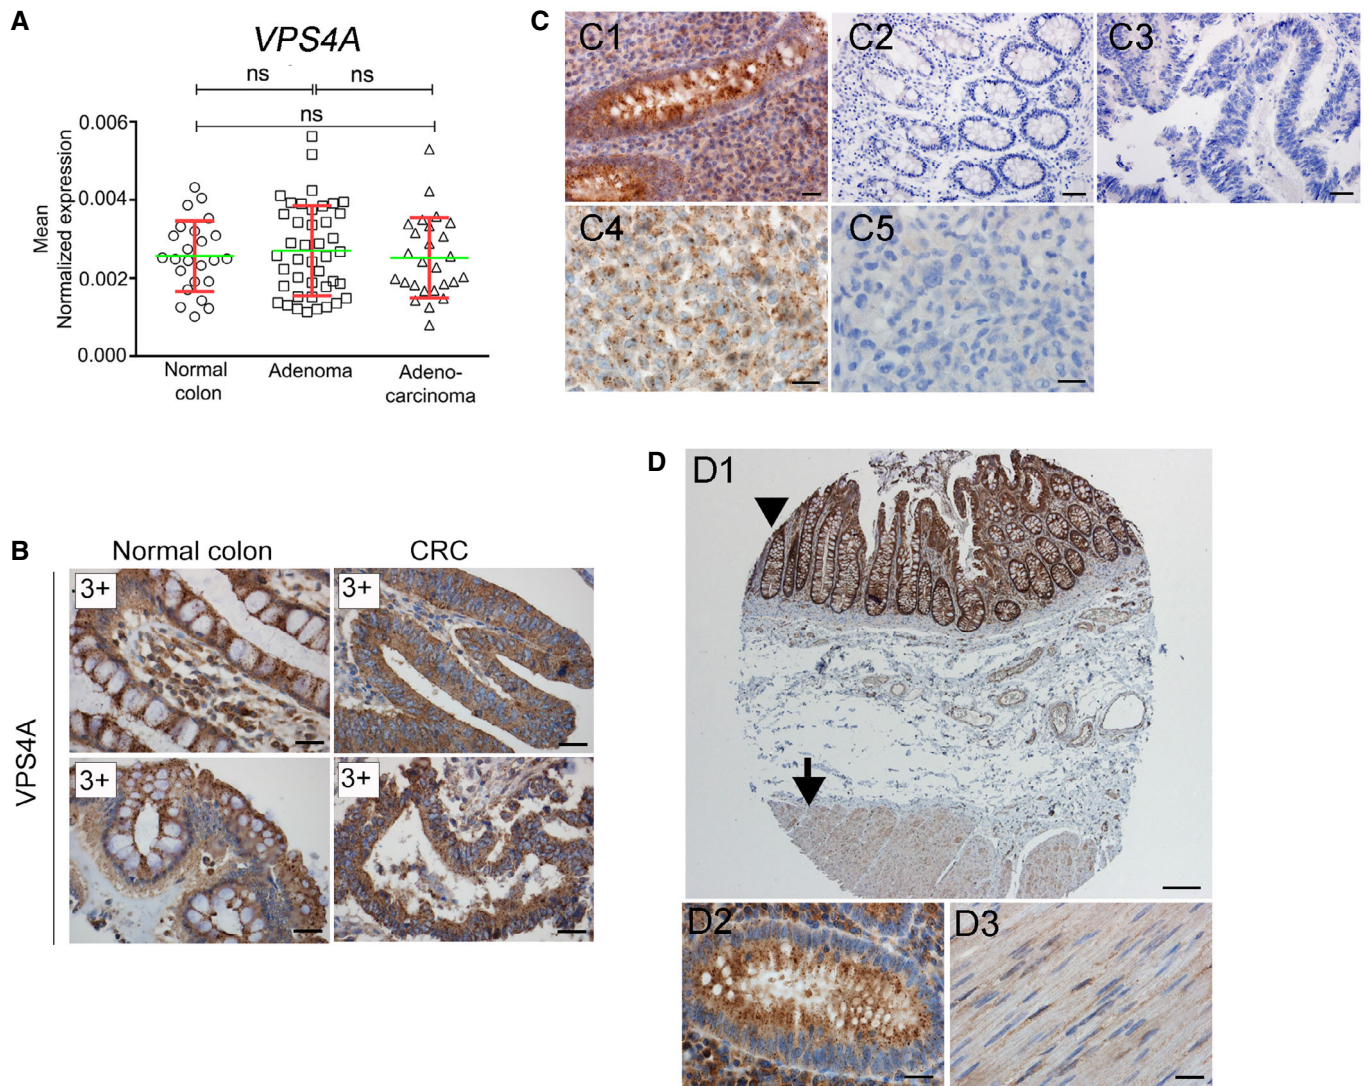 A
VPS4A
ns
ns
ns
Mean
Normalized expression
0.006
0.004
0.002
0.000
Normal
colon
Adenoma
Adeno-
carcinoma
C
C1
C2
C3
C4
C5
B
Normal colon
CRC
VPS4A
3+
3+
3+
3+
D
D1
D2
D3